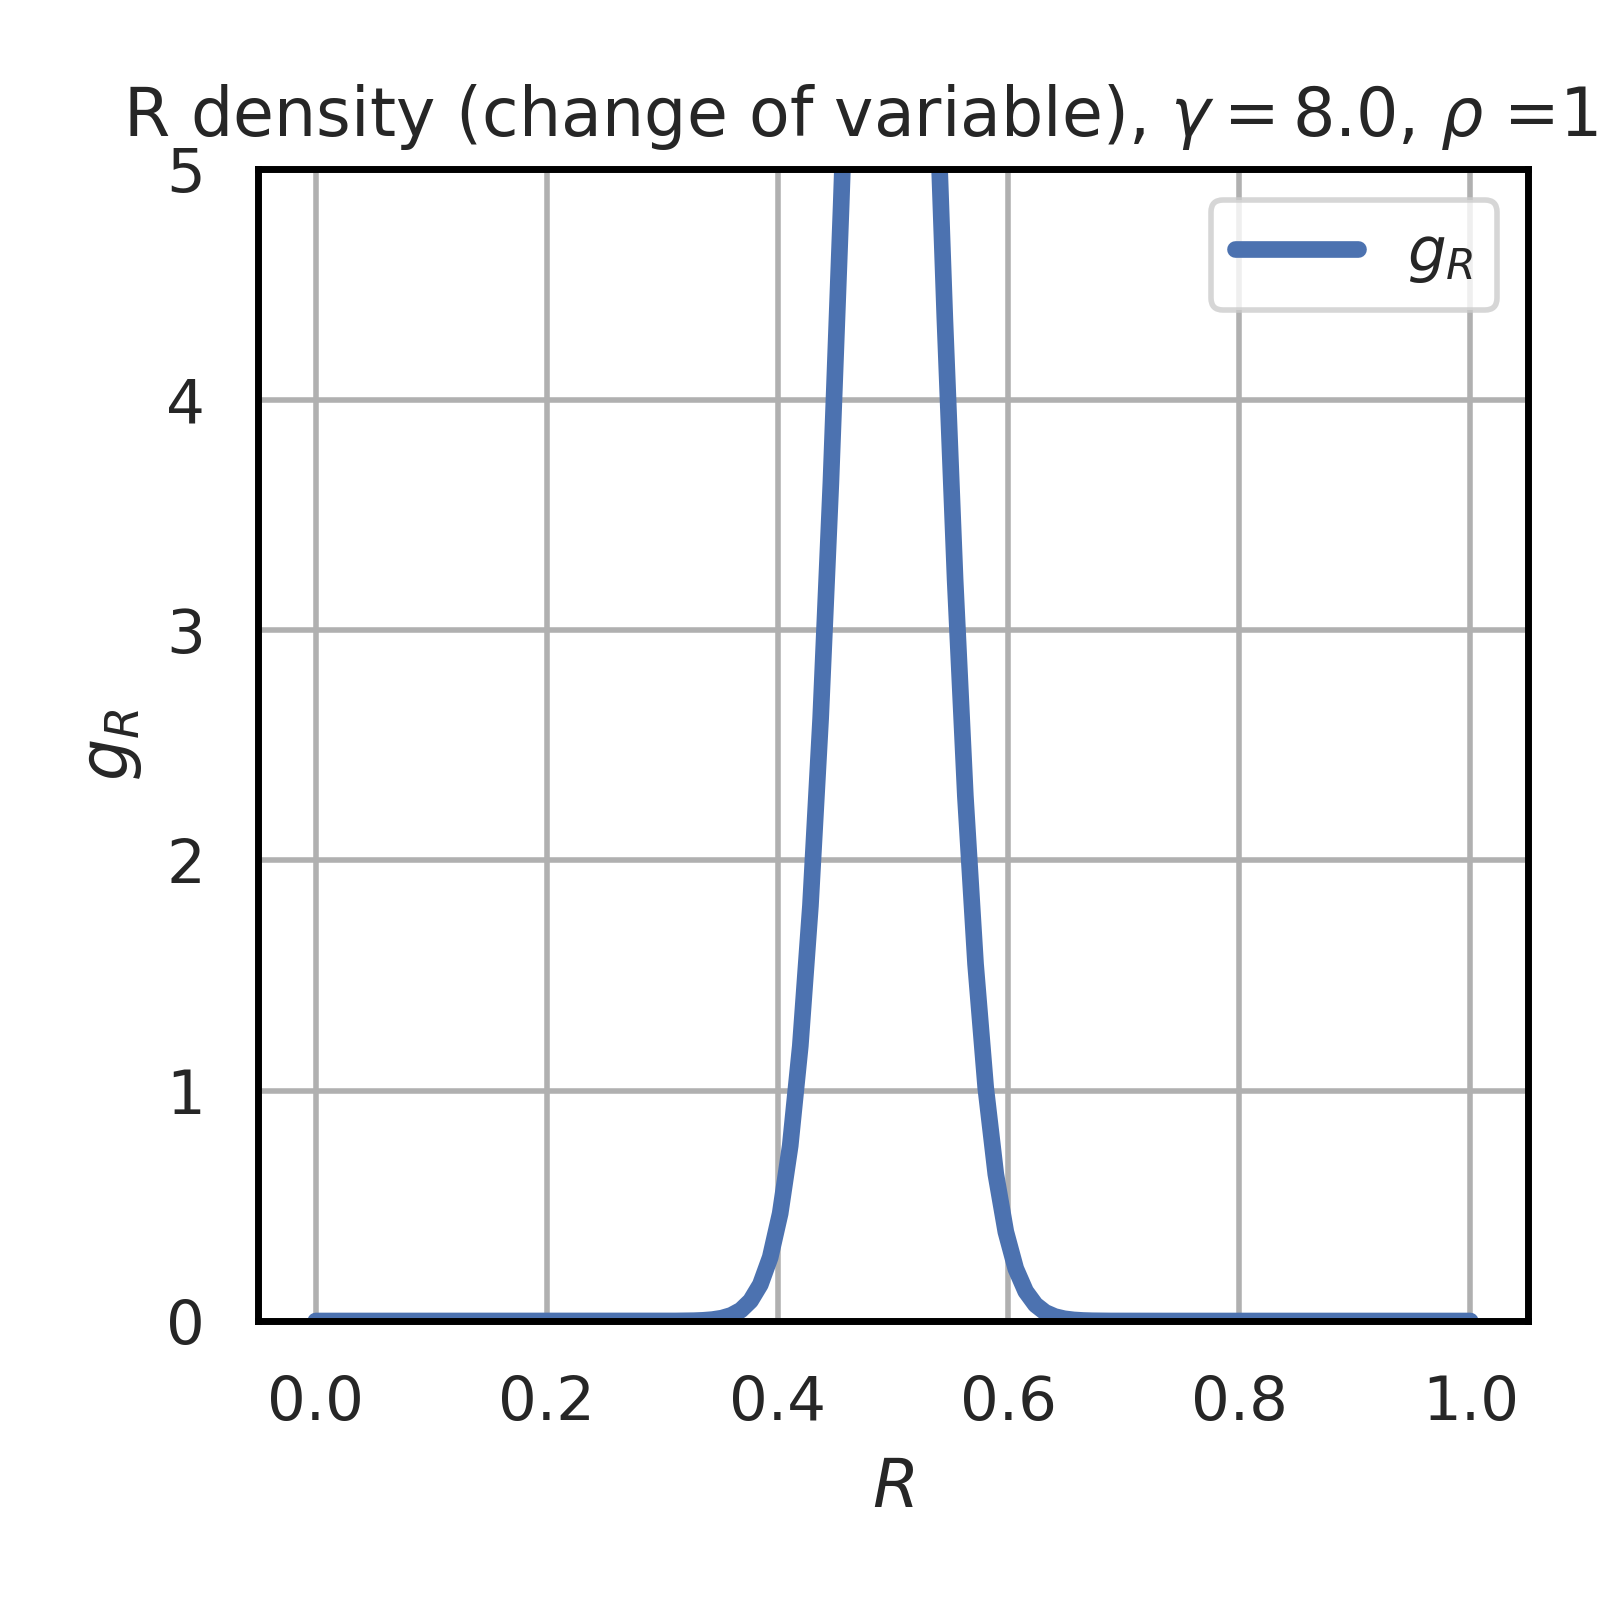 R density (change of variable), γ = 8.0, ρ =1
5
4
3
2
1
0
g_R
g_R
0.0 0.2 0.4 0.6 0.8 1.0
R